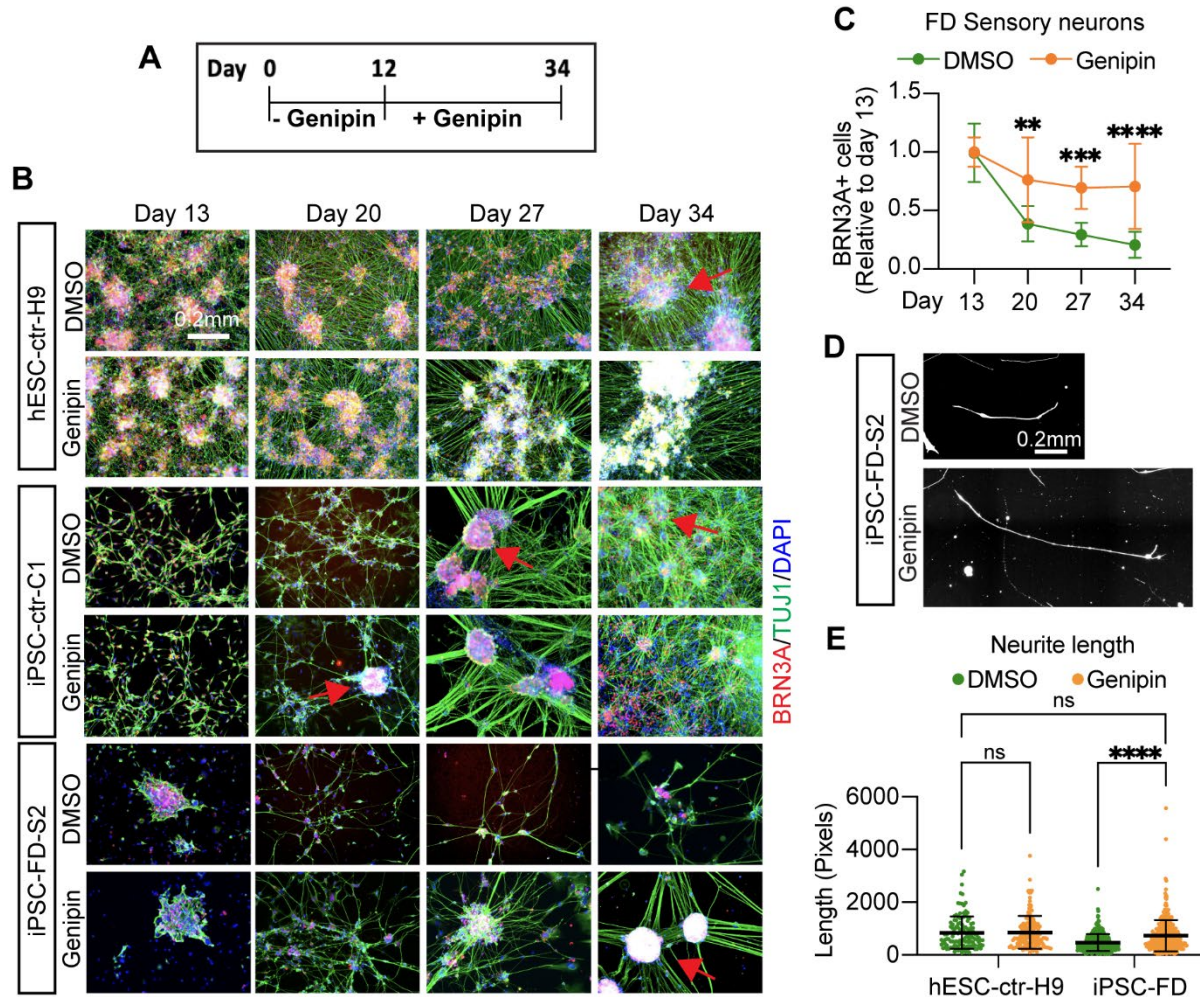 A
Day 0 12 34
- Genipin + Genipin
B
Day 13 Day 20 Day 27 Day 34
hESC-ctr-H9
DMSO
0.2mm
Genipin
iPSC-ctr-C1
DMSO
Genipin
iPSC-FD-S2
DMSO
Genipin
BRN3A/TUJ1/DAPI
C
FD Sensory neurons
DMSO Genipin
BRN3A+ cells
(Relative to day 13)
1.5
1.0
0.5
0.0
** *** ****
Day 13 20 27 34
D
iPSC-FD-S2
DMSO
0.2mm
Genipin
E
Neurite length
DMSO Genipin
ns
ns ****
Length (Pixels)
6000
4000
2000
0
hESC-ctr-H9 iPSC-FD